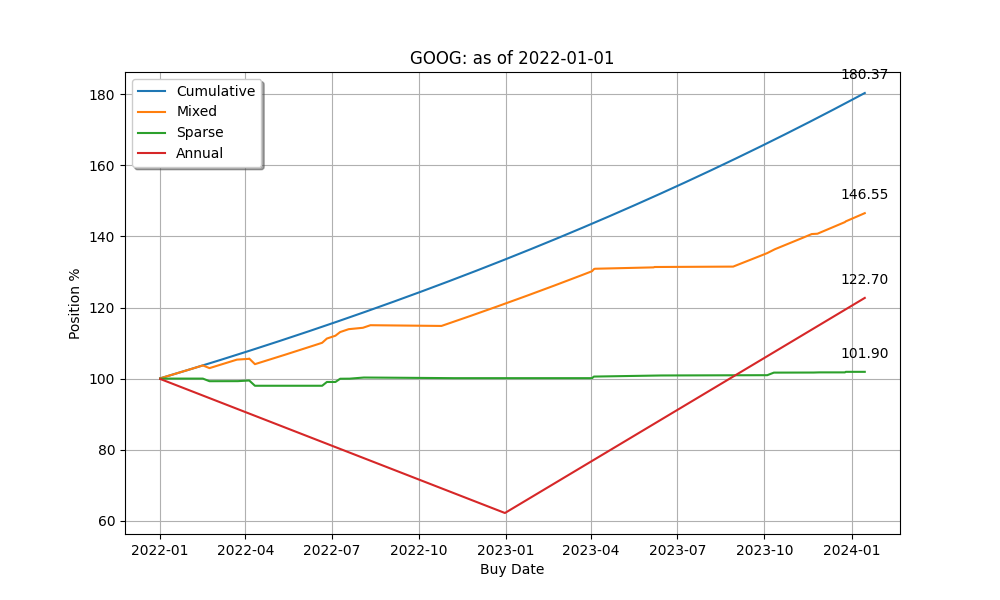 GOOG: as of 2022-01-01
180.37
Cumulative
Mixed
Sparse
Annual
146.55
122.70
101.90
180
160
140
120
100
80
60
Position %
2022-01 2022-04 2022-07 2022-10 2023-01 2023-04 2023-07 2023-10 2024-01
Buy Date